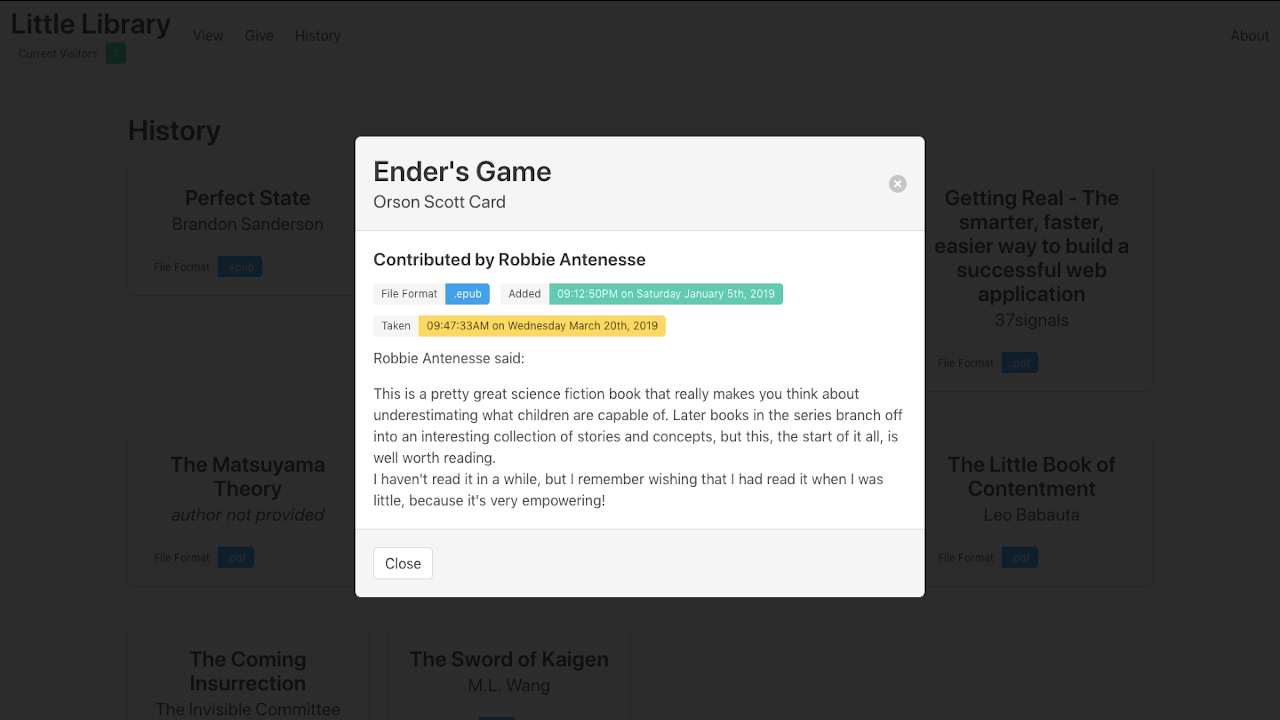 Little Library
View
Give
History
About
Current Visitors 1
History
Perfect State
Brandon Sanderson
File Format .epub
Ender's Game
Orson Scott Card
Contributed by Robbie Antenesse
File Format .epub Added 09:12:50PM on Saturday January 5th, 2019
Taken 09:47:33AM on Wednesday March 20th, 2019
Robbie Antenesse said:
This is a pretty great science fiction book that really makes you think about
underestimating what children are capable of. Later books in the series branch off
into an interesting collection of stories and concepts, but this, the start of it all, is
well worth reading.
I haven't read it in a while, but I remember wishing that I had read it when I was
little, because it's very empowering!
Close
Getting Real - The
smarter, faster,
easier way to build a
successful web
application
37signals
File Format .pdf
The Matsuyama
Theory
author not provided
File Format .pdf
The Little Book of
Contentment
Leo Babauta
File Format .pdf
The Coming
Insurrection
The Invisible Committee
The Sword of Kaigen
M.L. Wang